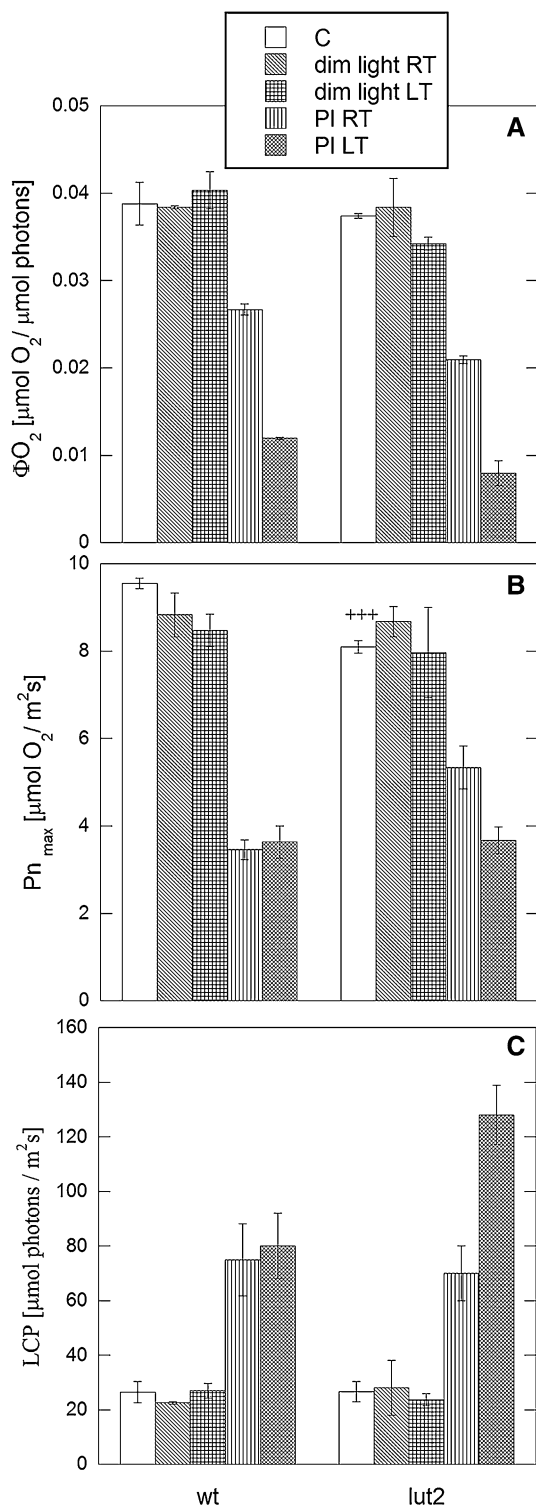 C
dim light RT
dim light LT
PI RT
PI LT
A
0.05
0.04
0.03
0.02
0.01
0
ΦO2 [µmol O2/ µmol photons]
B
10
8
6
4
2
0
Pn max [µmol O2/ m2s]
+++
C
160
140
120
100
80
60
40
20
0
LCP [µmol photons / m2s]
wt lut2